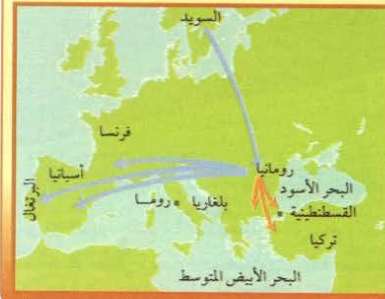 السويد
فرنسا
رومانيا
أسبانيا
البحر الأسود
البرتغال
روما
بلغاريا
القسطنطينية
تركيا
البحر الأبيض المتوسط